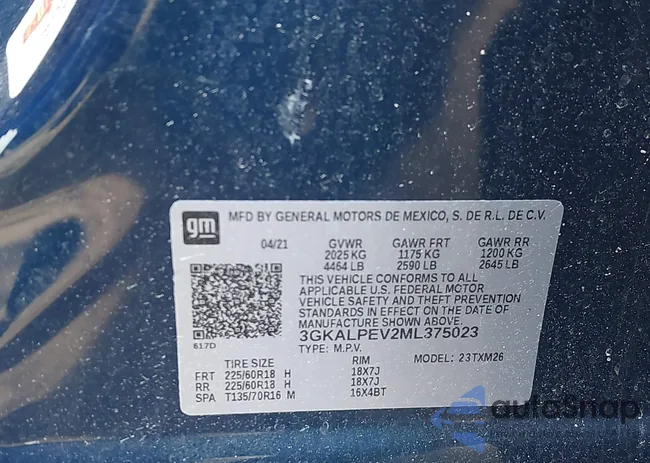 gm
MFD BY GENERAL MOTORS DE MEXICO, S. DE R.L. DE C.V.
04/21 GVWR GAWR FRT GAWR RR
2025 KG 1175 KG 1200 KG
4464 LB 2590 LB 2645 LB
THIS VEHICLE CONFORMS TO ALL
APPLICABLE U.S. FEDERAL MOTOR
VEHICLE SAFETY AND THEFT PREVENTION
STANDARDS IN EFFECT ON THE DATE OF
MANUFACTURE SHOWN ABOVE.
617D
3GKALPEV2ML375023
TYPE: M.P.V. MODEL: 23TXM26
TIRE SIZE RIM
FRT 225/60R18 H 18X7J
RR 225/60R18 H 18X7J
SPA T135/70R16 M 16X4BT
autoSnap